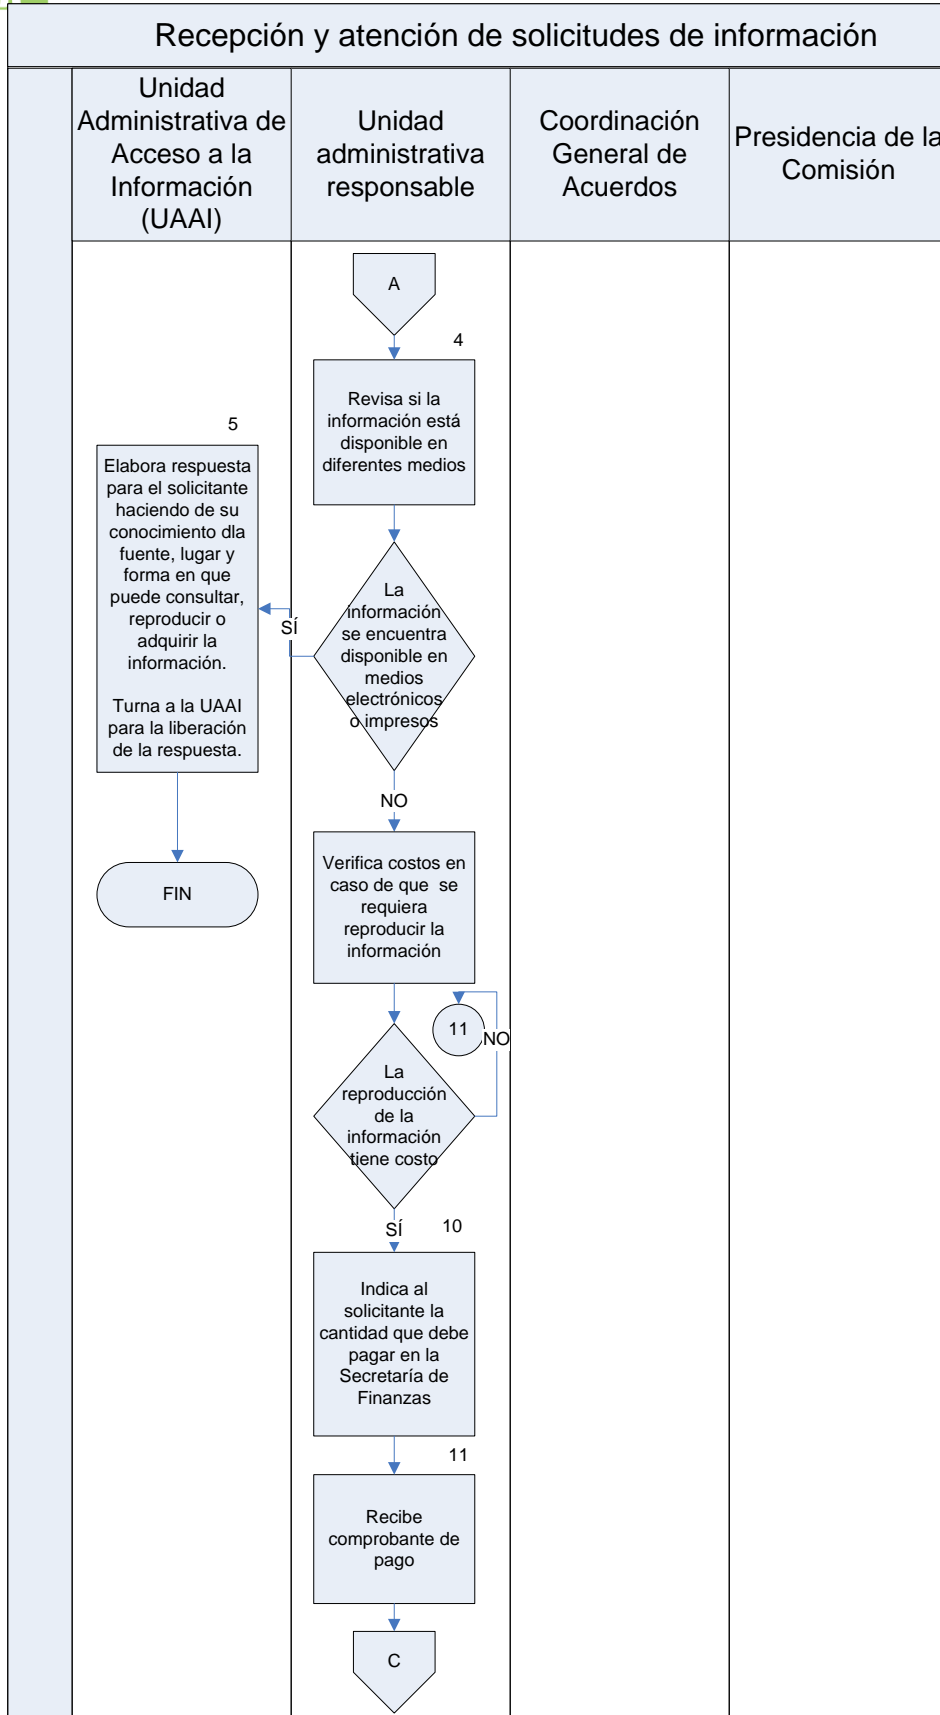 Recepción y atención de solicitudes de información
Unidad
Administrativa de
Acceso a la
Información
(UAAI)
Unidad
administrativa
responsable
Coordinación
General de
Acuerdos
Presidencia de la
Comisión
A
4
Revisa si la
información está
disponible en
diferentes medios
5
Elabora respuesta
para el solicitante
haciendo de su
conocimiento dla
fuente, lugar y
forma en que
puede consultar,
reproducir o
adquirir la
información.
Turna a la UAAI
para la liberación
de la respuesta.
SÍ
La
información
se encuentra
disponible en
medios
electrónicos
o impresos
NO
FIN
Verifica costos en
caso de que se
requiera
reproducir la
información
11
NO
La
reproducción
de la
información
tiene costo
SÍ
10
Indica al
solicitante la
cantidad que debe
pagar en la
Secretaría de
Finanzas
11
Recibe
comprobante de
pago
C